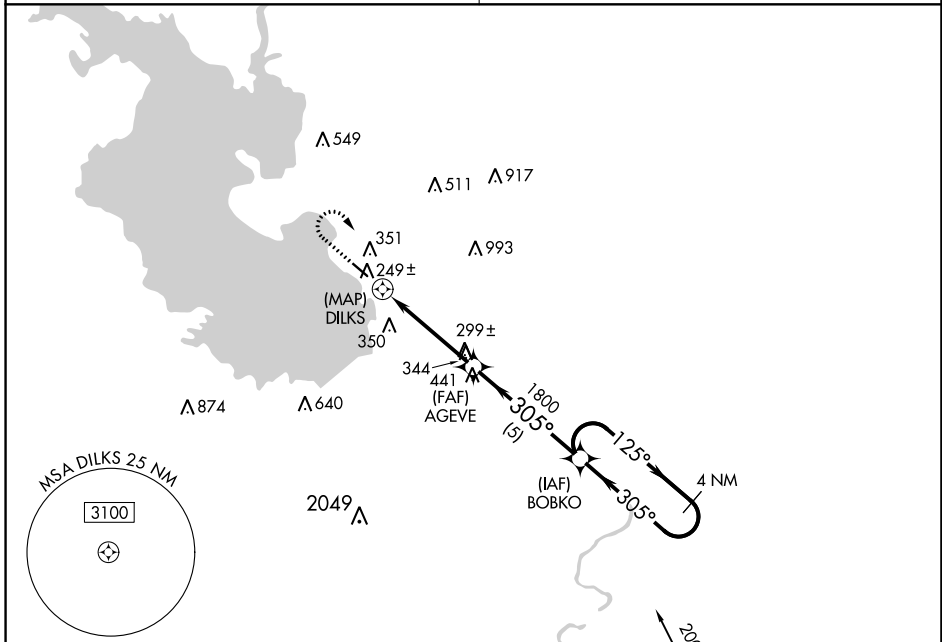 549
511
917
351
993
249±
(MAP)
DILKS
350
299±
344
441
(FAF)
AGEVE
1800
305°
(5)
874
640
125°
4 NM
(IAF)
BOBKO
305°
MSA DILKS 25 NM
3100
2049